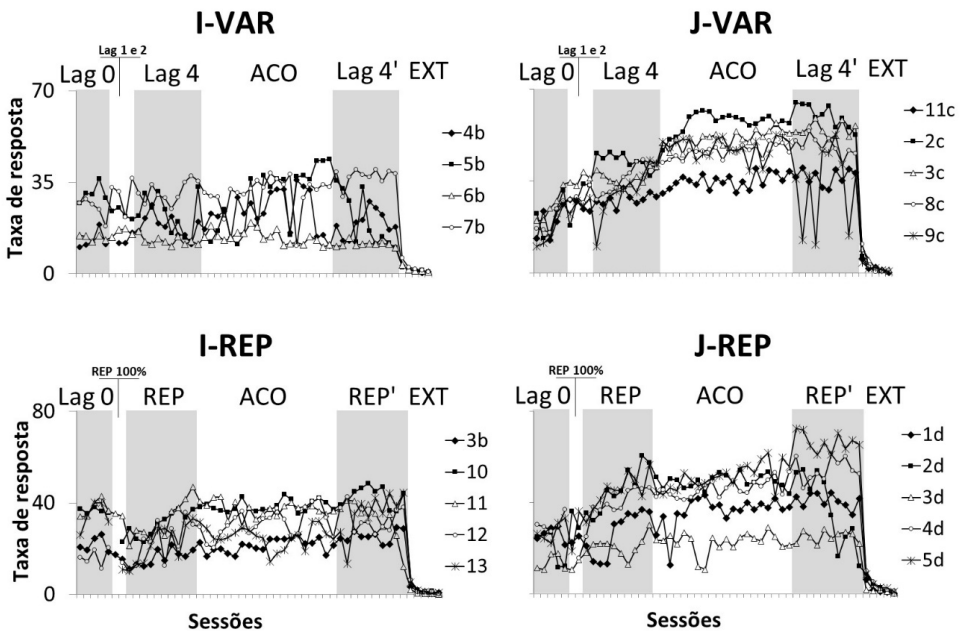 I-VAR
Lag 1 e 2
Lag 0 Lag 4 ACO Lag 4' EXT
70
35
0
Taxa de resposta
4b
5b
6b
7b
J-VAR
Lag 1 e 2
Lag 0 Lag 4 ACO Lag 4' EXT
11c
2c
3c
8c
9c
I-REP
REP 100%
Lag 0 REP ACO REP' EXT
80
40
0
Taxa de resposta
3b
10
11
12
13
Sessões
J-REP
REP 100%
Lag 0 REP ACO REP' EXT
1d
2d
3d
4d
5d
Sessões